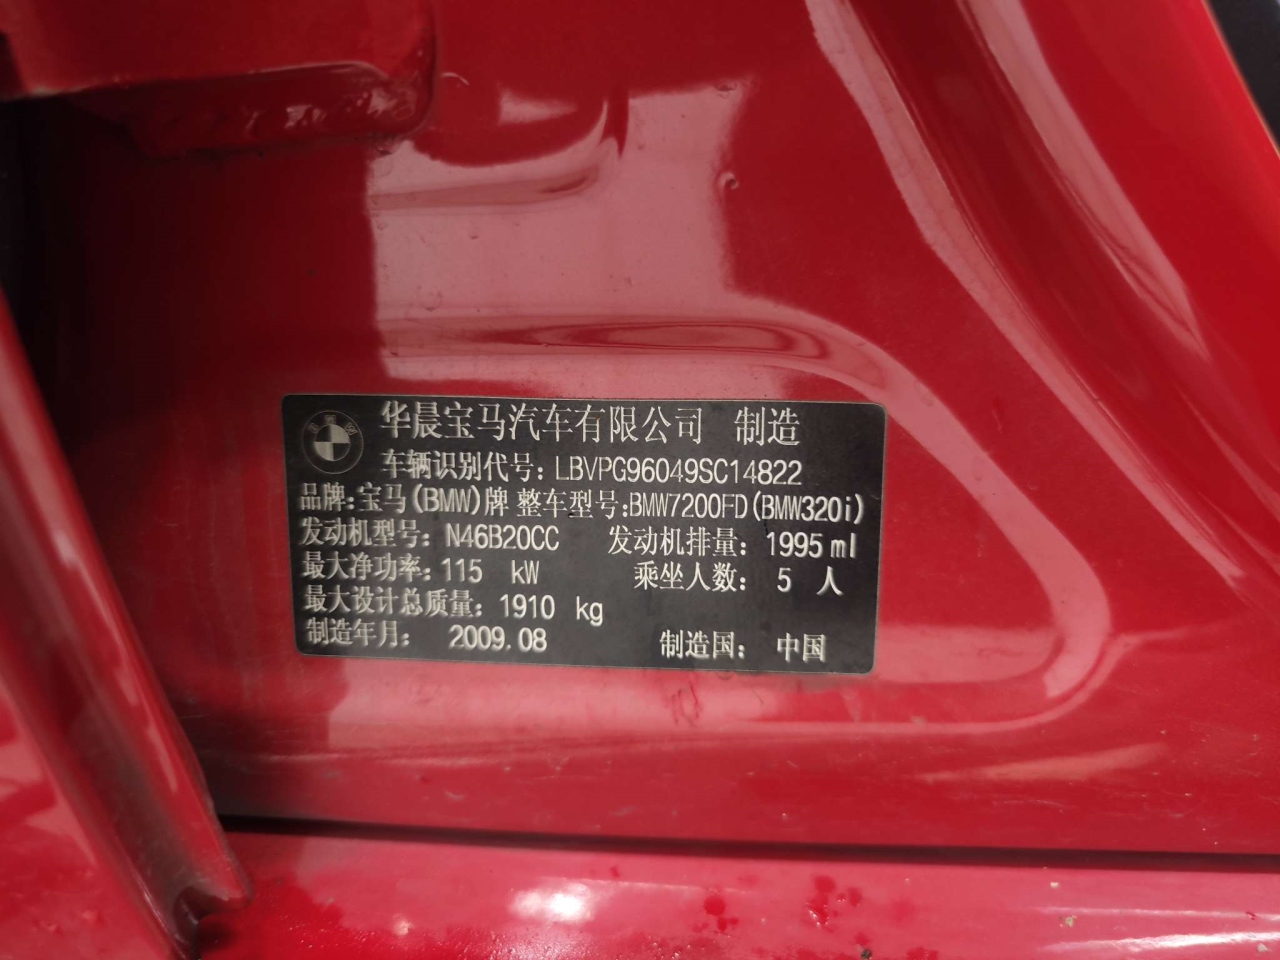 华晨宝马汽车有限公司 制造
车辆识别代号：LBVPG96049SC14822
品牌：宝马(BMW)牌 整车型号：BMW7200FD(BMW320i)
发动机型号：N46B20CC 发动机排量：1995ml
最大净功率：115 kW 乘坐人数：5 人
最大设计总质量：1910 kg
制造年月：2009.08 制造国：中国